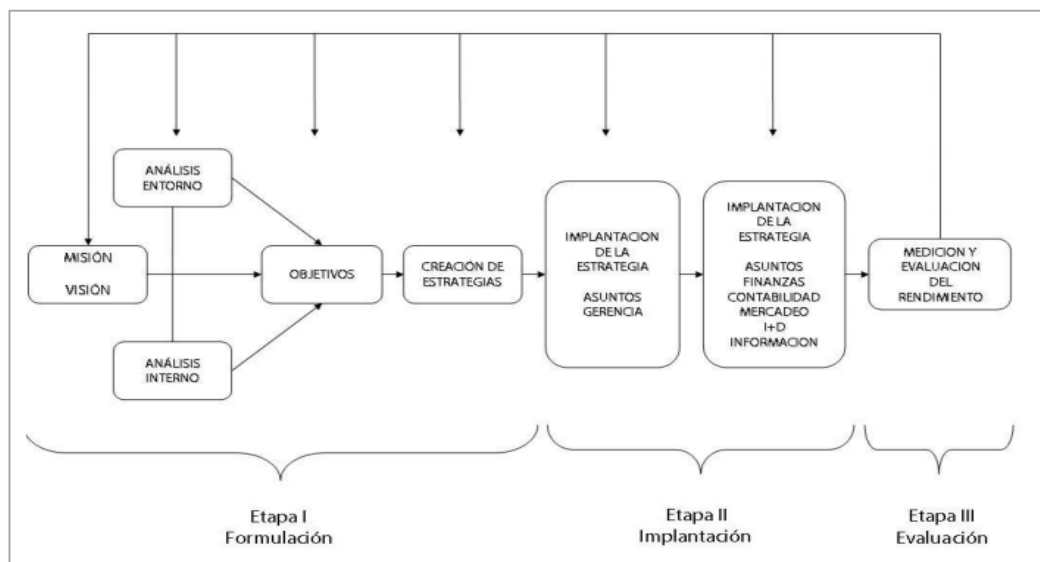 ANÁLISIS
ENTORNO
MISIÓN
VISIÓN
ANÁLISIS
INTERNO
OBJETIVOS
CREACIÓN DE
ESTRATEGIAS
IMPLANTACION
DE LA
ESTRATEGIA
ASUNTOS
GERENCIA
IMPLANTACION
DE LA
ESTRATEGIA
ASUNTOS
FINANZAS
CONTABILIDAD
MERCADEO
I+D
INFORMACION
MEDICION Y
EVALUACION
DEL
RENDIMIENTO
Etapa I
Formulación
Etapa II
Implantación
Etapa III
Evaluación